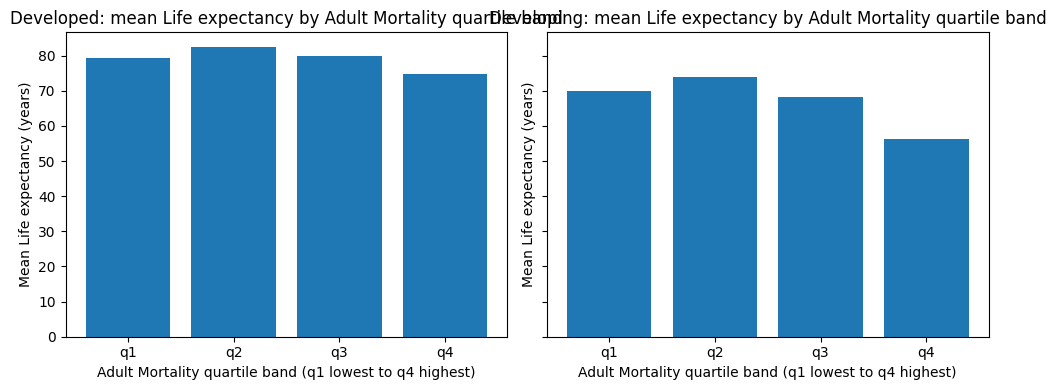 Developed: mean Life expectancy by Adult Mortality quartile band
Developing: mean Life expectancy by Adult Mortality quartile band
Mean Life expectancy (years)
80
70
60
50
40
30
20
10
0
q1 q2 q3 q4
Adult Mortality quartile band (q1 lowest to q4 highest)
Mean Life expectancy (years)
q1 q2 q3 q4
Adult Mortality quartile band (q1 lowest to q4 highest)